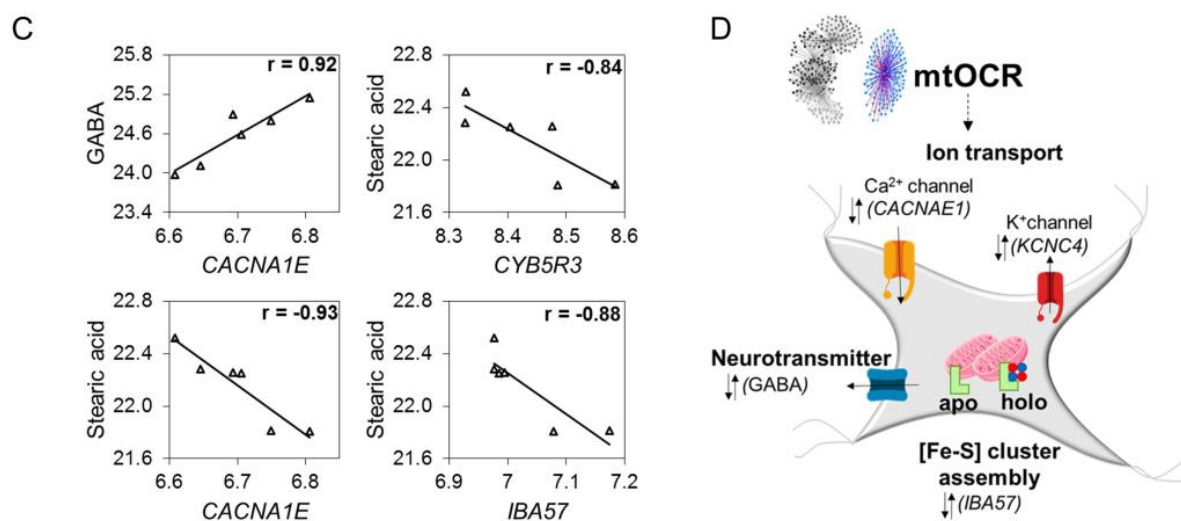 C
r = 0.92
GABA
25.8
25.2
24.6
24.0
23.4
6.6 6.7 6.8
CACNA1E
r = -0.84
Stearic acid
22.8
22.4
22.0
21.6
8.3 8.4 8.5 8.6
CYB5R3
r = -0.93
Stearic acid
22.8
22.4
22.0
21.6
6.6 6.7 6.8
CACNA1E
r = -0.88
Stearic acid
22.8
22.4
22.0
21.6
6.9 7 7.1 7.2
IBA57
D
mtOCR
Ion transport
Ca²⁺ channel
(CACNAE1)
K⁺channel
(KCNC4)
Neurotransmitter
(GABA)
apo holo
[Fe-S] cluster
assembly
(IBA57)